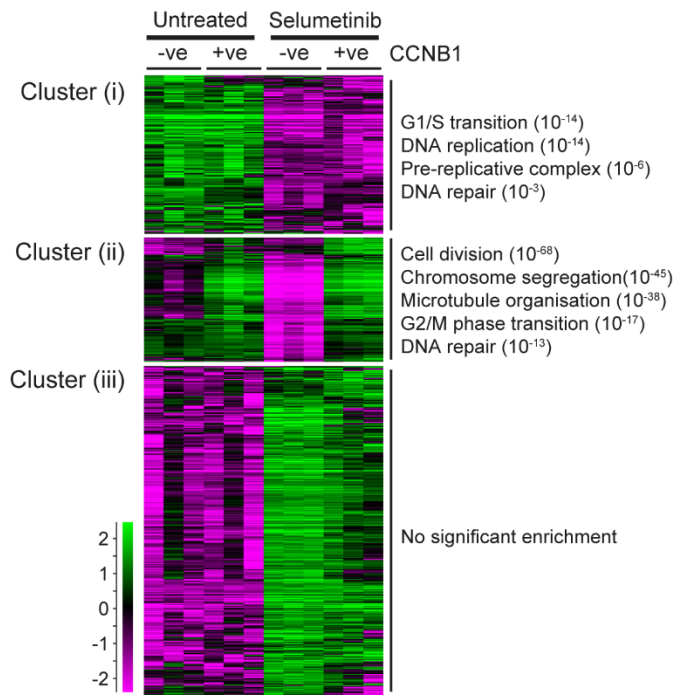 Untreated Selumetinib
-ve +ve -ve +ve CCNB1
Cluster (i)
G1/S transition (10⁻¹⁴)
DNA replication (10⁻¹⁴)
Pre-replicative complex (10⁻⁶)
DNA repair (10⁻³)
Cluster (ii)
Cell division (10⁻⁶⁸)
Chromosome segregation(10⁻⁴⁵)
Microtubule organisation (10⁻³⁸)
G2/M phase transition (10⁻¹⁷)
DNA repair (10⁻¹³)
Cluster (iii)
No significant enrichment
2
1
0
-1
-2